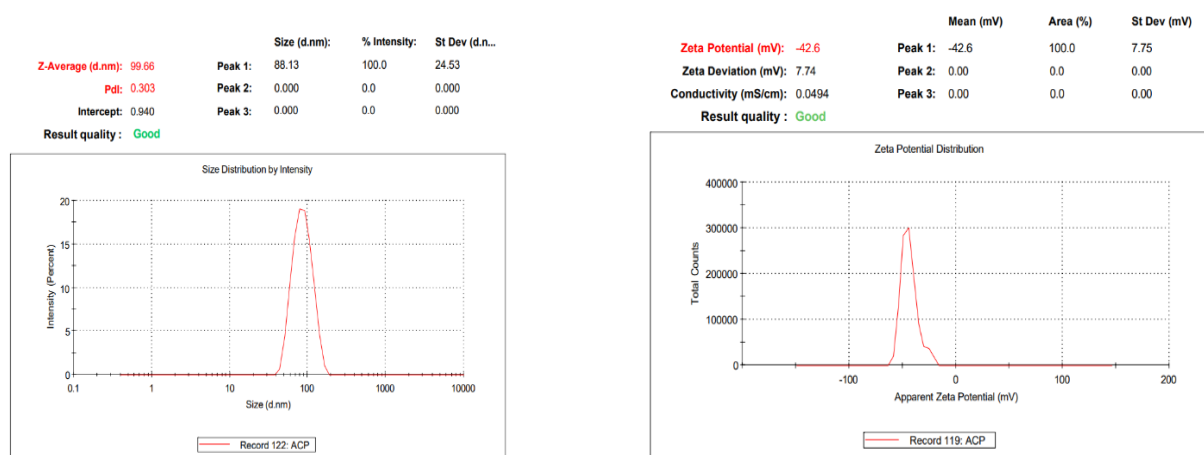 Size (d.nm): % Intensity: St Dev (d.n...
Z-Average (d.nm): 99.66 Peak 1: 88.13 100.0 24.53
PdI: 0.303 Peak 2: 0.000 0.0 0.000
Intercept: 0.940 Peak 3: 0.000 0.0 0.000
Result quality : Good
Size Distribution by Intensity
Intensity (Percent)
20
15
10
5
0
0.1 1 10 100 1000 10000
Size (d.nm)
Record 122: ACP
Mean (mV) Area (%) St Dev (mV)
Zeta Potential (mV): -42.6 Peak 1: -42.6 100.0 7.75
Zeta Deviation (mV): 7.74 Peak 2: 0.00 0.0 0.00
Conductivity (mS/cm): 0.0494 Peak 3: 0.00 0.0 0.00
Result quality : Good
Zeta Potential Distribution
Total Counts
400000
300000
200000
100000
0
-100 0 100 200
Apparent Zeta Potential (mV)
Record 119: ACP